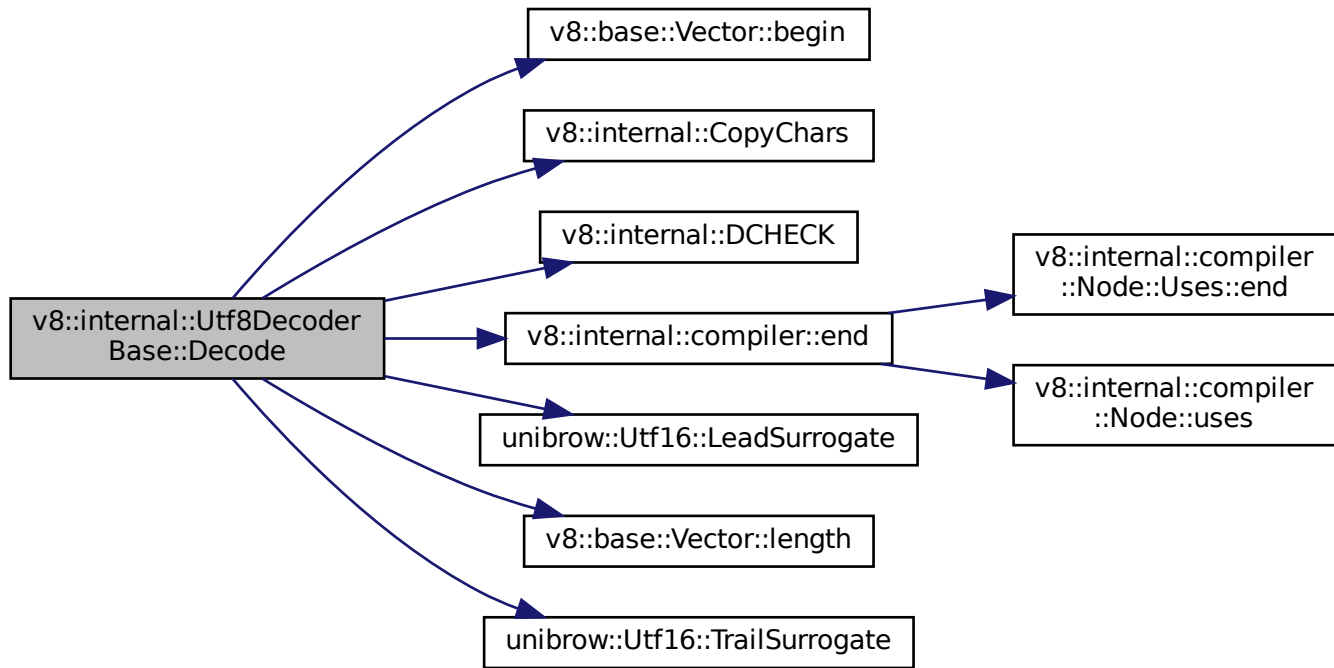 v8::base::Vector::begin
v8::internal::CopyChars
v8::internal::DCHECK
v8::internal::compiler
::Node::Uses::end
v8::internal::Utf8Decoder
Base::Decode
v8::internal::compiler::end
v8::internal::compiler
::Node::uses
unibrow::Utf16::LeadSurrogate
v8::base::Vector::length
unibrow::Utf16::TrailSurrogate